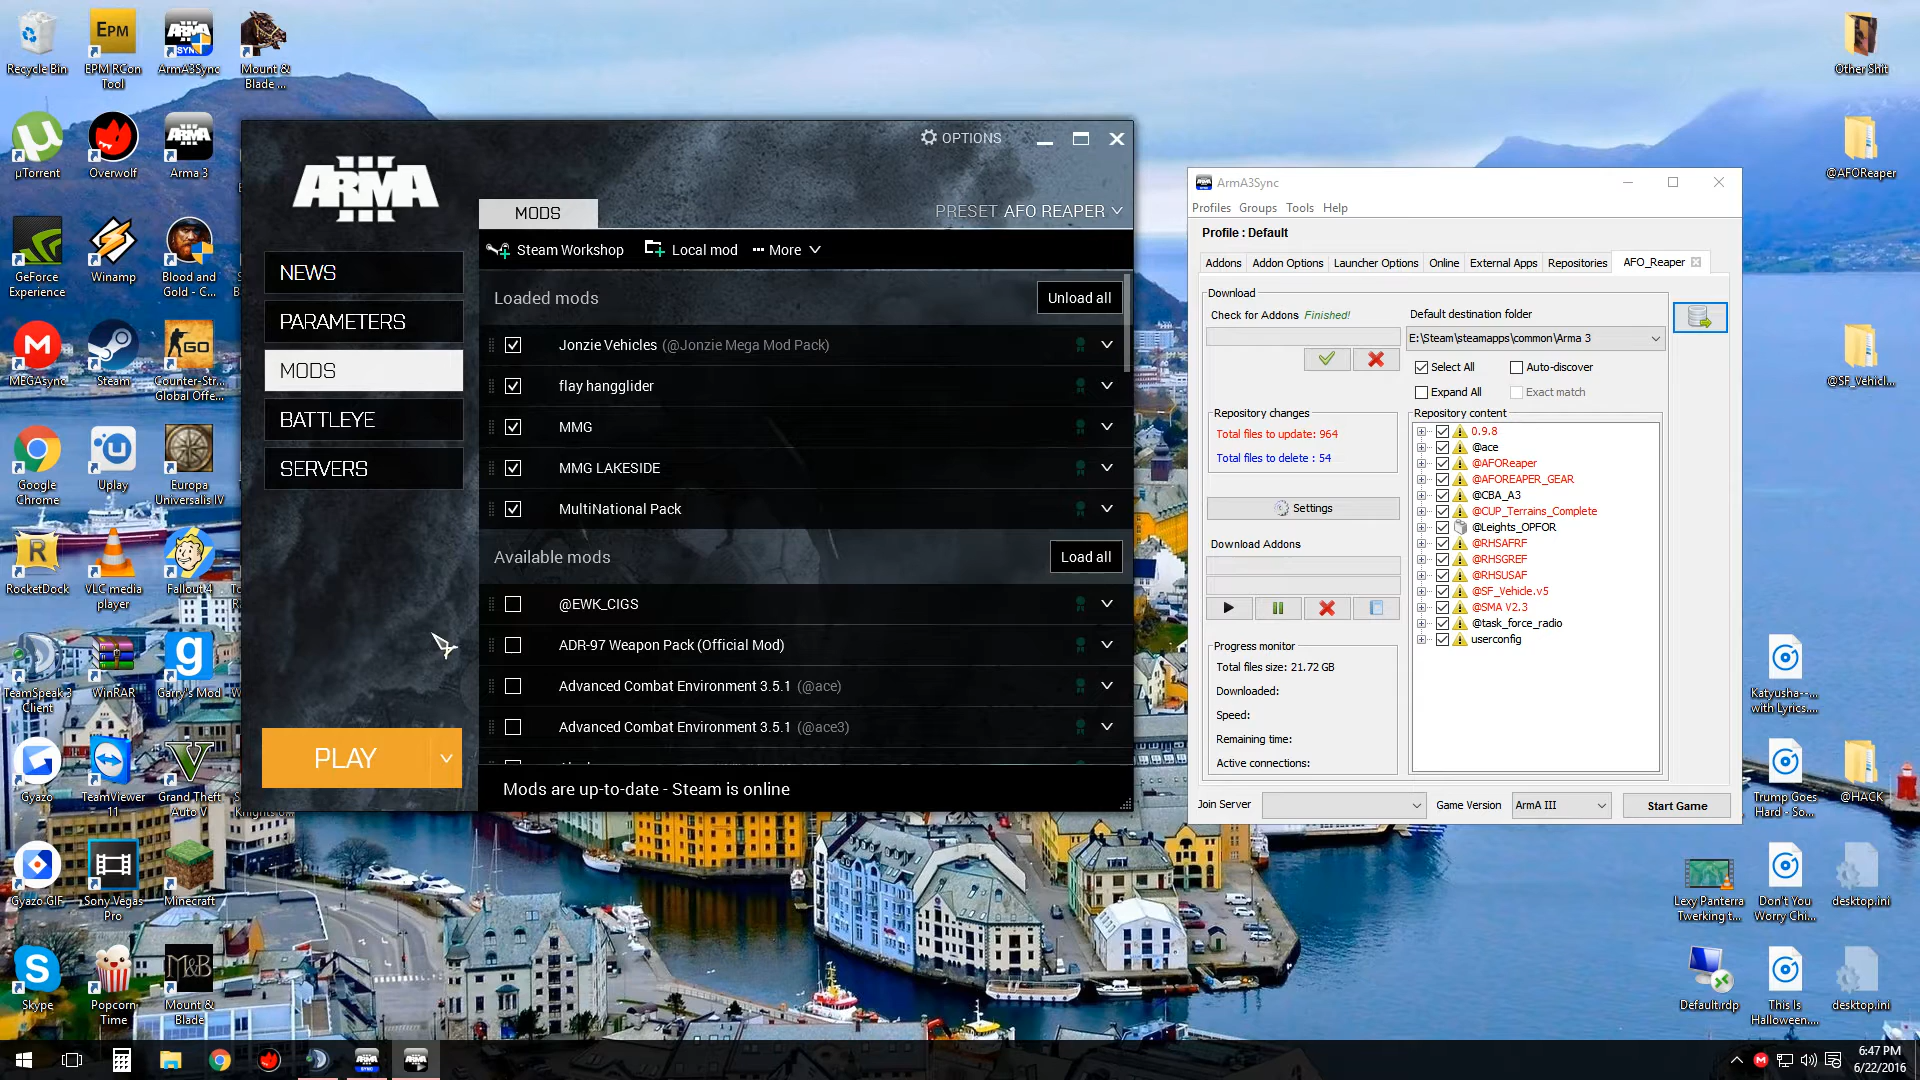 Recycle Bin
EPM
EPM RCon Tool
ARMA SYNC
ArmA3Sync
Mount & Blade ...
µTorrent
Overwolf
ARMA
Arma 3
GeForce Experience
Winamp
Blood and Gold - C...
MEGAsync
Steam
GO
Counter-Str... Global Offe...
Google Chrome
Uplay
Europa Universalis IV
RocketDock
VLC media player
Fallout 4
TeamSpeak 3 Client
WinRAR
Garry's Mod
Gyazo
TeamViewer 11
Grand Theft Auto V
Knights o...
Gyazo GIF
Sony Vegas Pro
Minecraft
Skype
Popcorn Time
M&B
Mount & Blade
OPTIONS
ARMA III
MODS
PRESET AFO REAPER
NEWS
PARAMETERS
MODS
BATTLEYE
SERVERS
PLAY
Steam Workshop
Local mod
More
Loaded mods
Unload all
Jonzie Vehicles (@Jonzie Mega Mod Pack)
flay hangglider
MMG
MMG LAKESIDE
MultiNational Pack
Available mods
Load all
@EWK_CIGS
ADR-97 Weapon Pack (Official Mod)
Advanced Combat Environment 3.5.1 (@ace)
Advanced Combat Environment 3.5.1 (@ace3)
Mods are up-to-date - Steam is online
ArmA3Sync
Profiles Groups Tools Help
Profile : Default
Addons Addon Options Launcher Options Online External Apps Repositories AFO_Reaper
Download
Check for Addons Finished!
Default destination folder
E:\Steam\steamapps\common\Arma 3
Select All
Auto-discover
Expand All
Exact match
Repository changes
Total files to update: 964
Total files to delete : 54
Settings
Download Addons
Progress monitor
Total files size: 21.72 GB
Downloaded:
Speed:
Remaining time:
Active connections:
Repository content
0.9.8
@ace
@AFOReaper
@AFOREAPER_GEAR
@CBA_A3
@CUP_Terrains_Complete
@Leights_OPFOR
@RHSAFRF
@RHSGREF
@RHSUSAF
@SF_Vehicle.v5
@SMA V2.3
@task_force_radio
userconfig
Join Server
Game Version
ArmA III
Start Game
Other Shit
@AFOReaper
@SF_Vehicl...
Katyusha--... with Lyrics....
Trump Goes Hard - So...
@HACK
Lexy Panterra Twerking t...
Don't You Worry Chi...
desktop.ini
Default.rdp
This Is Halloween....
desktop.ini
6:47 PM
6/22/2016